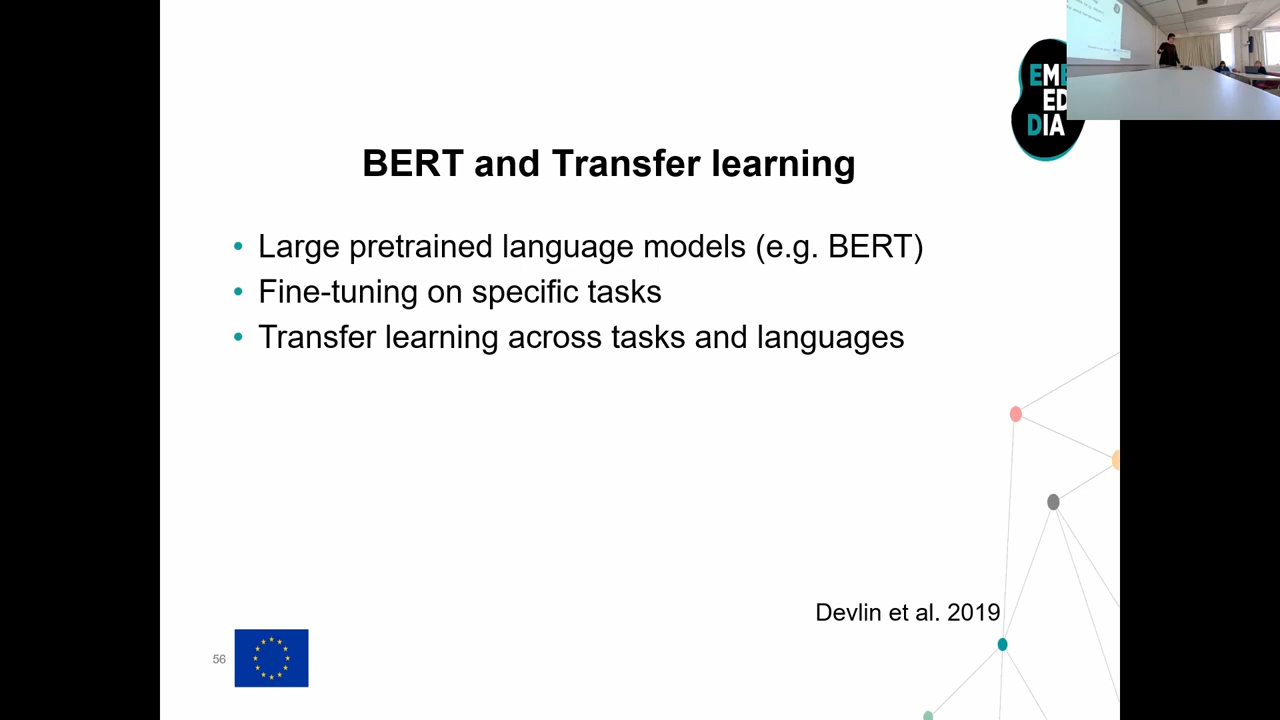 EMB
ED
DIA
BERT and Transfer learning
• Large pretrained language models (e.g. BERT)
• Fine-tuning on specific tasks
• Transfer learning across tasks and languages
Devlin et al. 2019
56